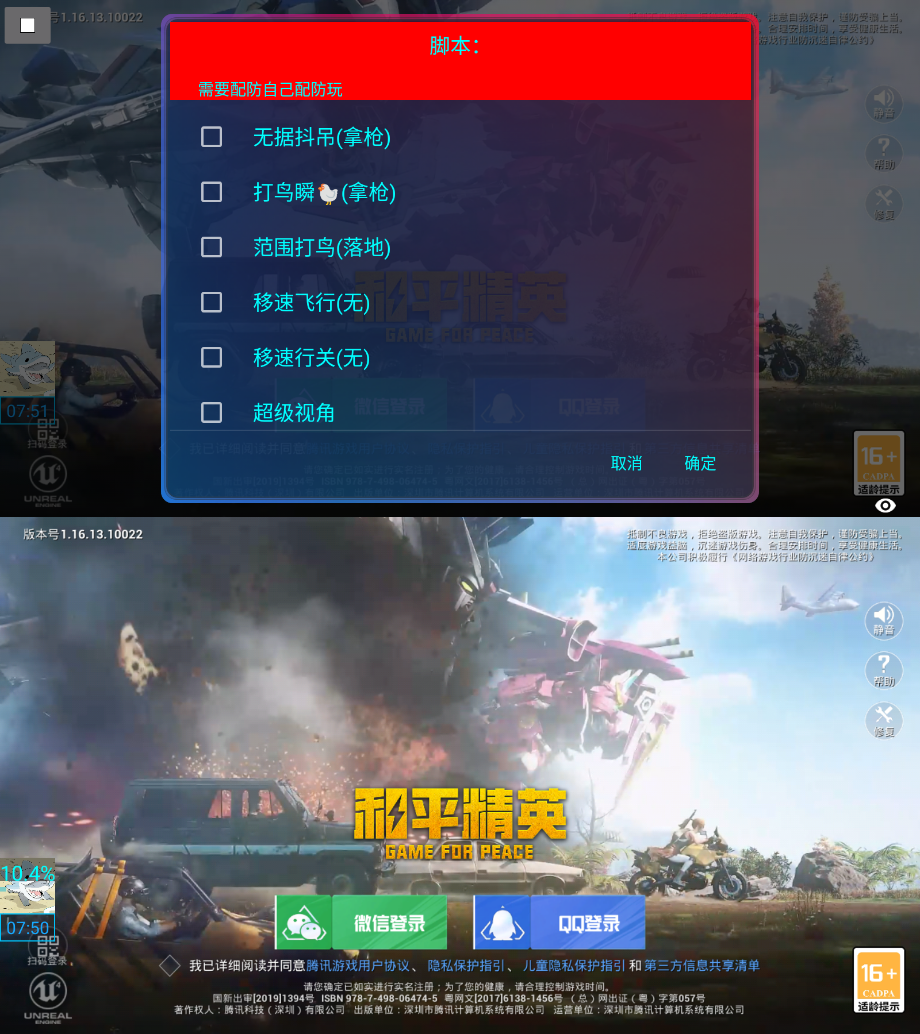 号1.16.13.10022
脚本：
需要配防自己配防玩
无据抖吊(拿枪)
打鸟瞬🐔(拿枪)
范围打鸟(落地)
移速飞行(无)
移速行关(无)
超级视角
取消 确定
静音
帮助
修复
和平精英
GAME FOR PEACE
微信登录 QQ登录
07:51
扫码登录
UNREAL
ENGINE
16+
CADPA
适龄提示
版本号1.16.13.10022
抵制不良游戏，拒绝盗版游戏。注意自我保护，谨防受骗上当。
适度游戏益脑，沉迷游戏伤身。合理安排时间，享受健康生活。
本公司积极履行《网络游戏行业防沉迷自律公约》
静音
帮助
修复
和平精英
GAME FOR PEACE
10.4%
07:50
扫码登录
微信登录 QQ登录
我已详细阅读并同意腾讯游戏用户协议、隐私保护指引、儿童隐私保护指引和第三方信息共享清单
请您确定已如实进行实名注册；为了您的健康，请合理控制游戏时间。
国新出审[2019]1394号 ISBN 978-7-498-06474-5 粤网文[2017]6138-1456号 （总）网出证（粤）字第057号
著作权人：腾讯科技（深圳）有限公司 出版单位：深圳市腾讯计算机系统有限公司 运营单位：深圳市腾讯计算机系统有限公司
UNREAL
ENGINE
16+
CADPA
适龄提示